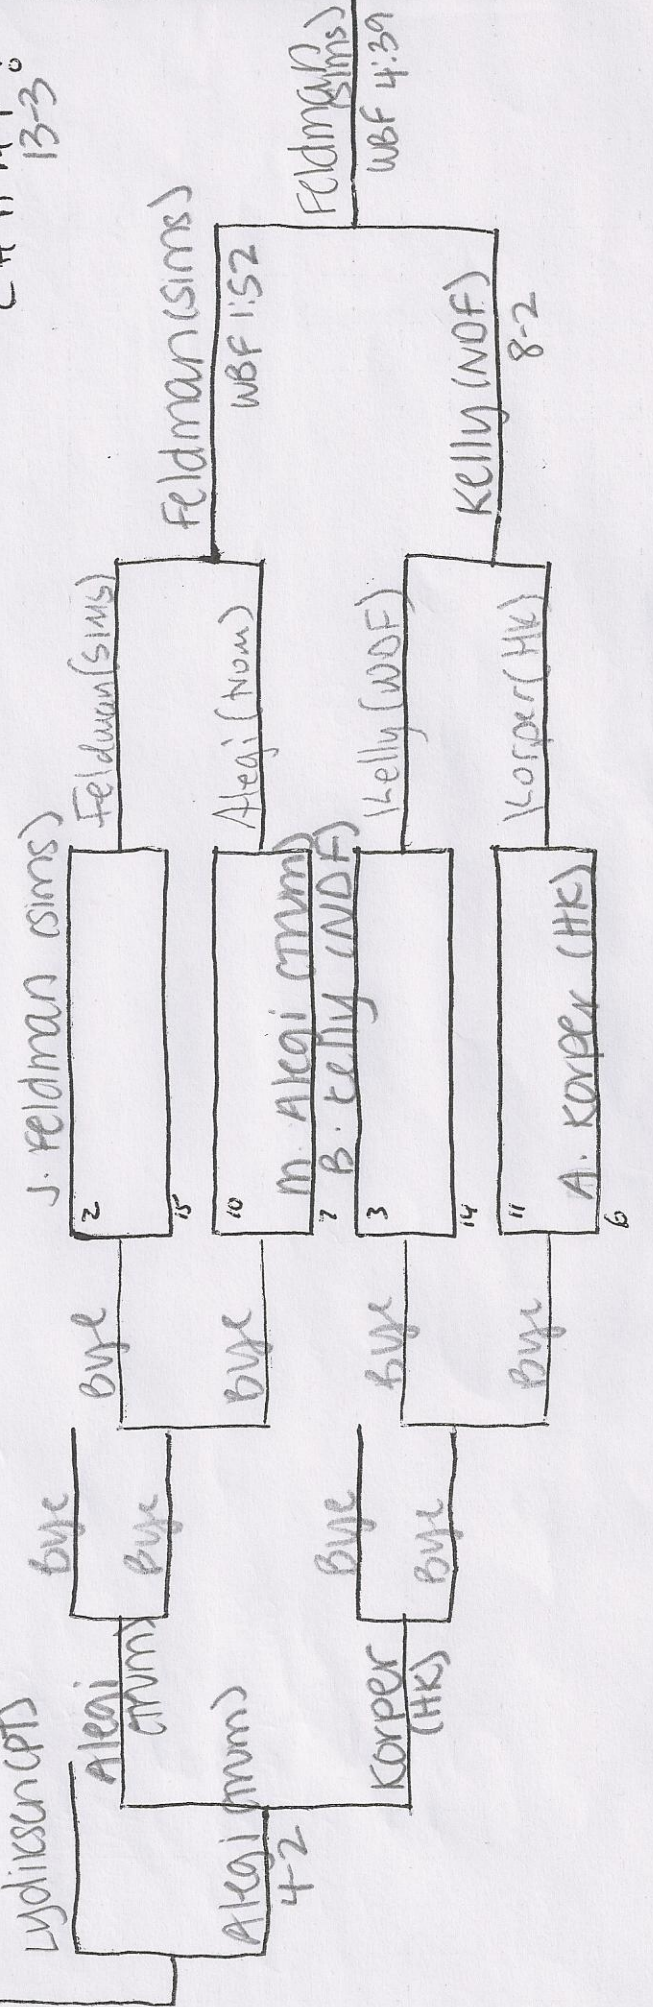 13-3
Feldman
(sims)
WBF 4:39
Feldman (sims)
WBF 1:52
Kelly (NDF)
8-2
Feldman (SIMS)
Alegi (NUM)
Kelly (NDF)
Korper (HK)
J. Feldman (sims)
2
15
10
M. Alegi (MUM)
7
B. Kelly (NDF)
3
14
11
A. Korper (HK)
6
Bye
Bye
Bye
Bye
Bye
Bye
Bye
Bye
Alegi
(MUM)
Korper
(HK)
Lydiksen (PT)
Alegi (MUM)
4-2